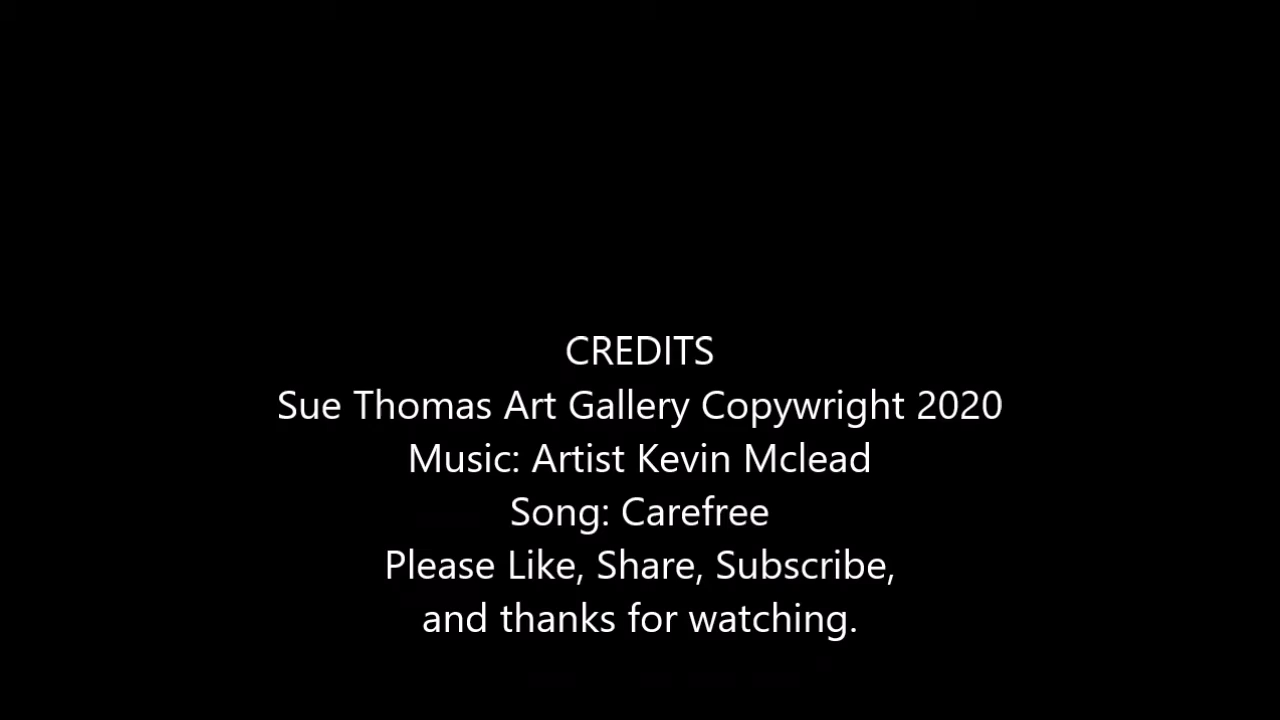 CREDITS
Sue Thomas Art Gallery Copywright 2020
Music: Artist Kevin Mclead
Song: Carefree
Please Like, Share, Subscribe,
and thanks for watching.